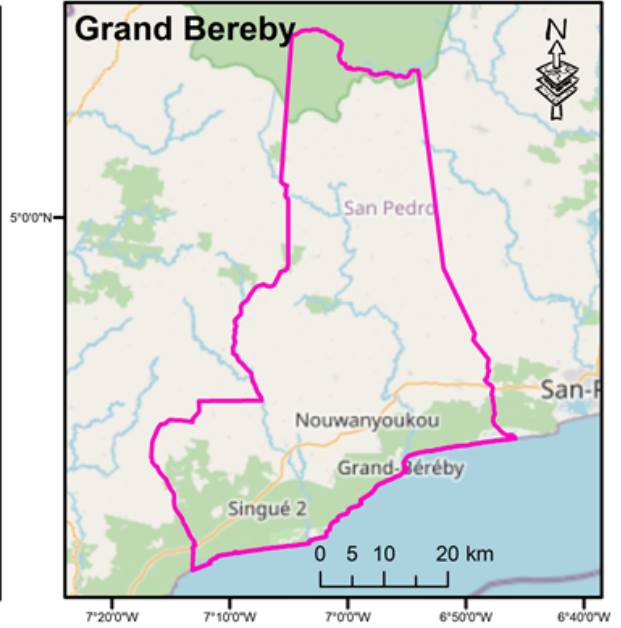 Grand Bereby
N
5°0'0"N
San Pedro
San-P
Nouwanyoukou
Grand-Béréby
Singué 2
0 5 10 20 km
7°20'0"W 7°10'0"W 7°0'0"W 6°50'0"W 6°40'0"W